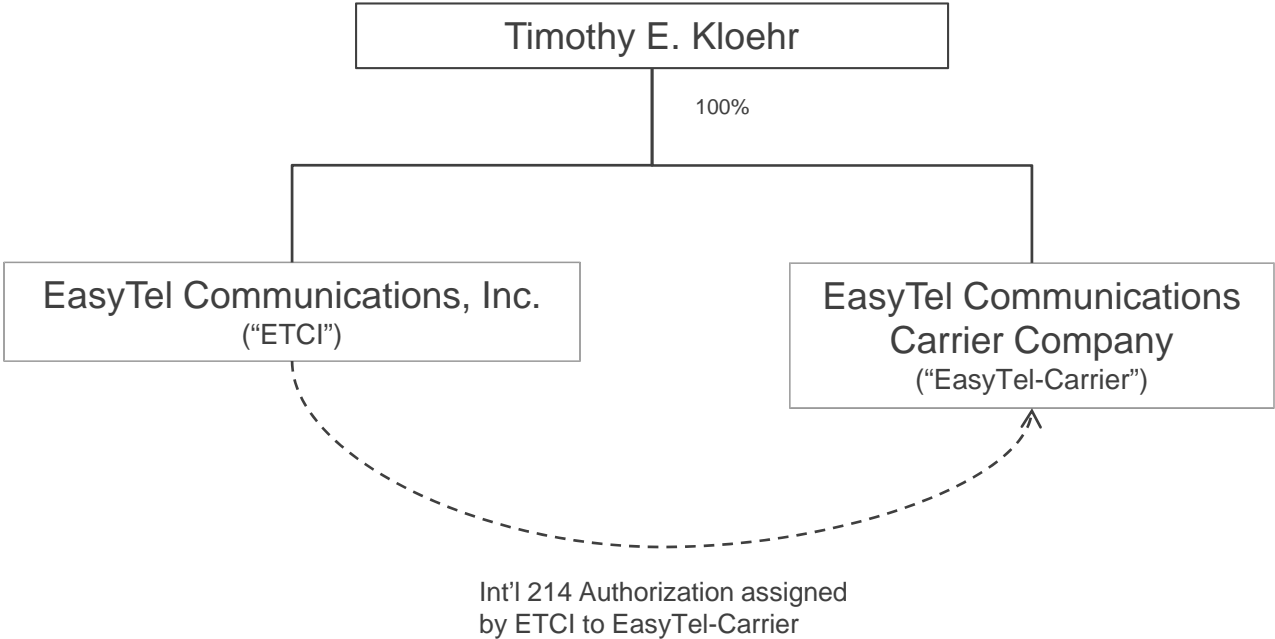 Timothy E. Kloehr
100%
EasyTel Communications, Inc.
(“ETCI”)
EasyTel Communications
Carrier Company
(“EasyTel-Carrier”)
Int’l 214 Authorization assigned
by ETCI to EasyTel-Carrier